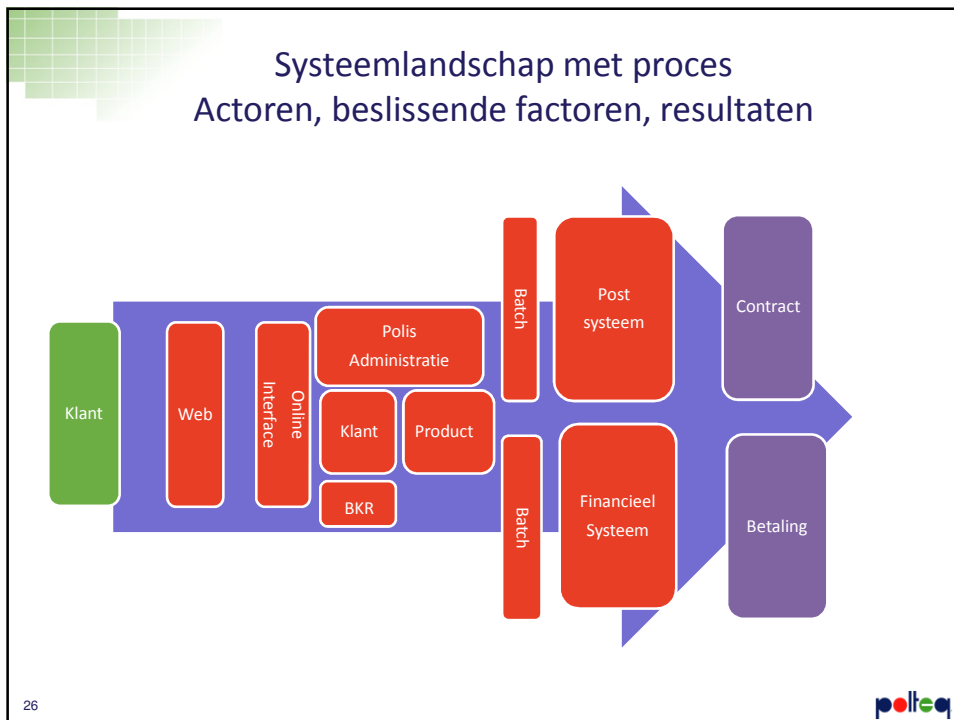 Systeemlandschap met proces
Actoren, beslissende factoren, resultaten
Klant
Web
Online
Interface
Polis
Administratie
Klant
Product
BKR
Batch
Batch
Post
systeem
Financieel
Systeem
Contract
Betaling
26
polteq